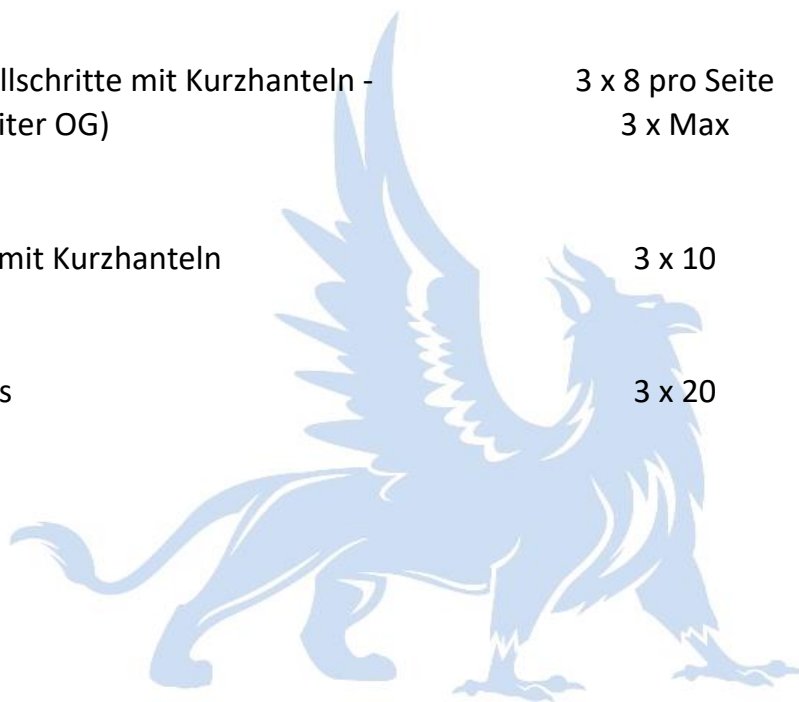 llschritte mit Kurzhanteln - 3 x 8 pro Seite
iter OG) 3 x Max
mit Kurzhanteln 3 x 10
s 3 x 20